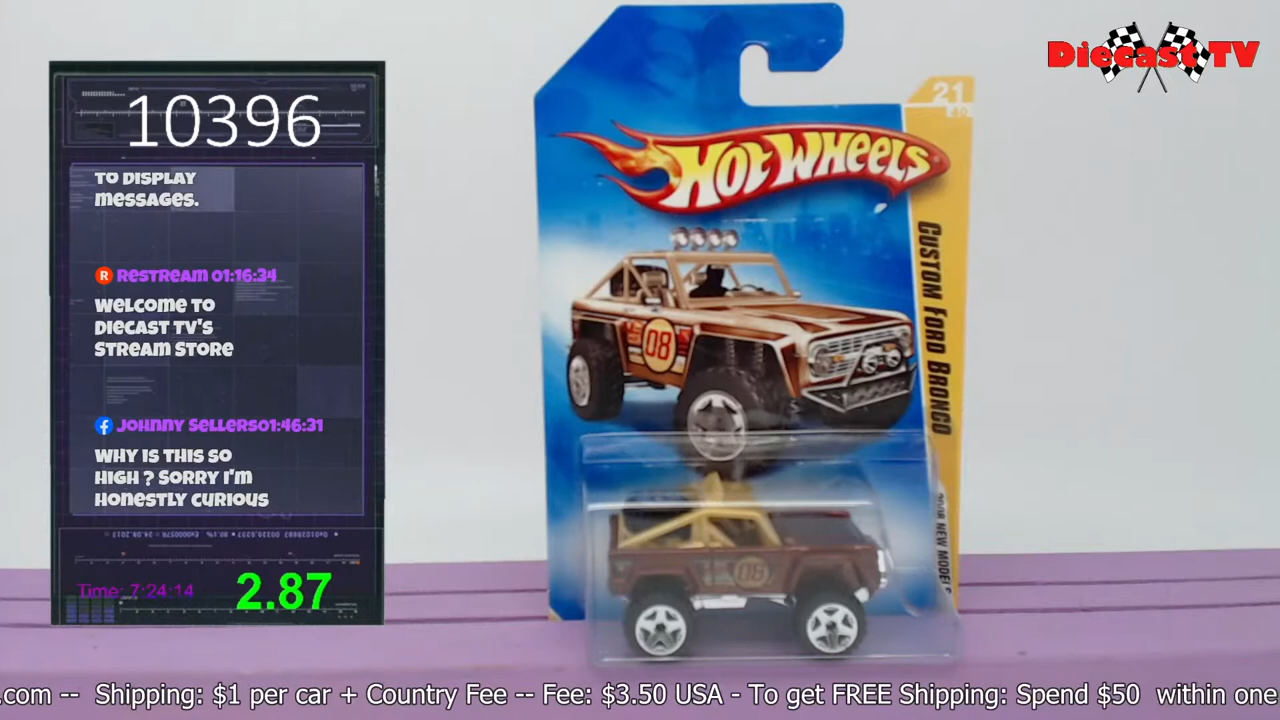 10396
TO DISPLAY
MESSAGES.
R Restream 01:16:34
WELCOME TO
DIECAST TV'S
STREAM STORE
f Johnny Sellers01:46:31
WHY IS THIS SO
HIGH ? SORRY I'M
HONESTLY CURIOUS
Time: 7:24:14
2.87
Diecast TV
21
HOT WHEELS
CUSTOM FORD BRONCO
2008 NEW MODELS
08
08
.com -- Shipping: $1 per car + Country Fee -- Fee: $3.50 USA - To get FREE Shipping: Spend $50 within one